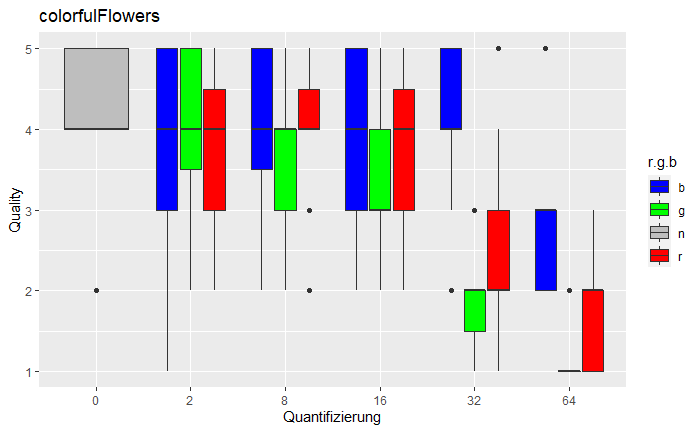 colorfulFlowers
5
4
3
2
1
Quality
0 2 8 16 32 64
Quantifizierung
r.g.b
b
g
n
r